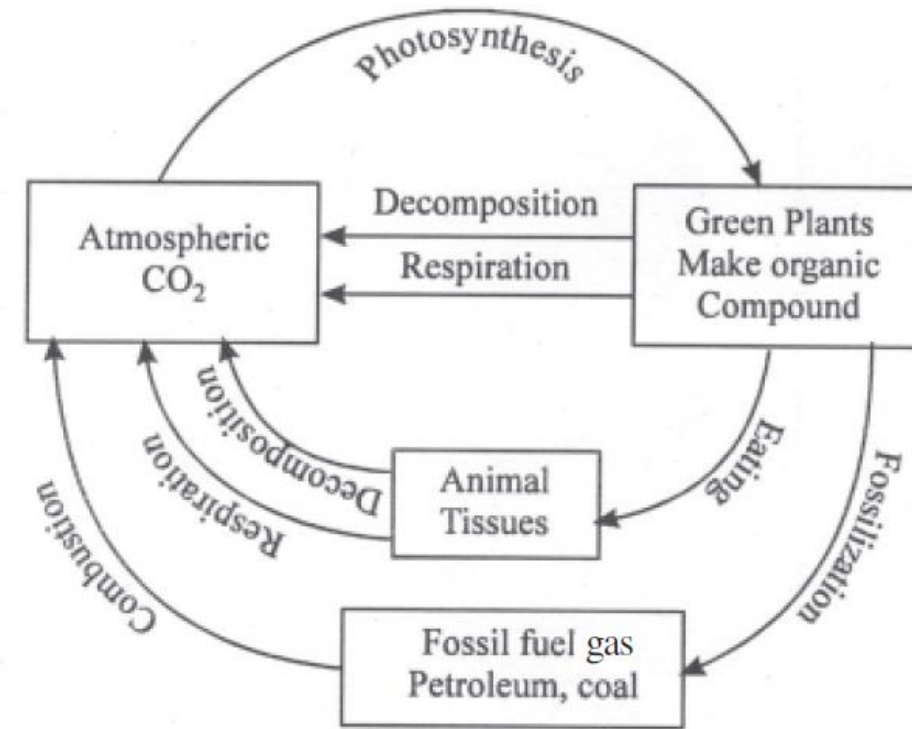 Photosynthesis
Decomposition
Respiration
Atmospheric
CO₂
Green Plants
Make organic
Compound
Decomposition
Respiration
Combustion
Eating
Fossilization
Animal
Tissues
Fossil fuel gas
Petroleum, coal